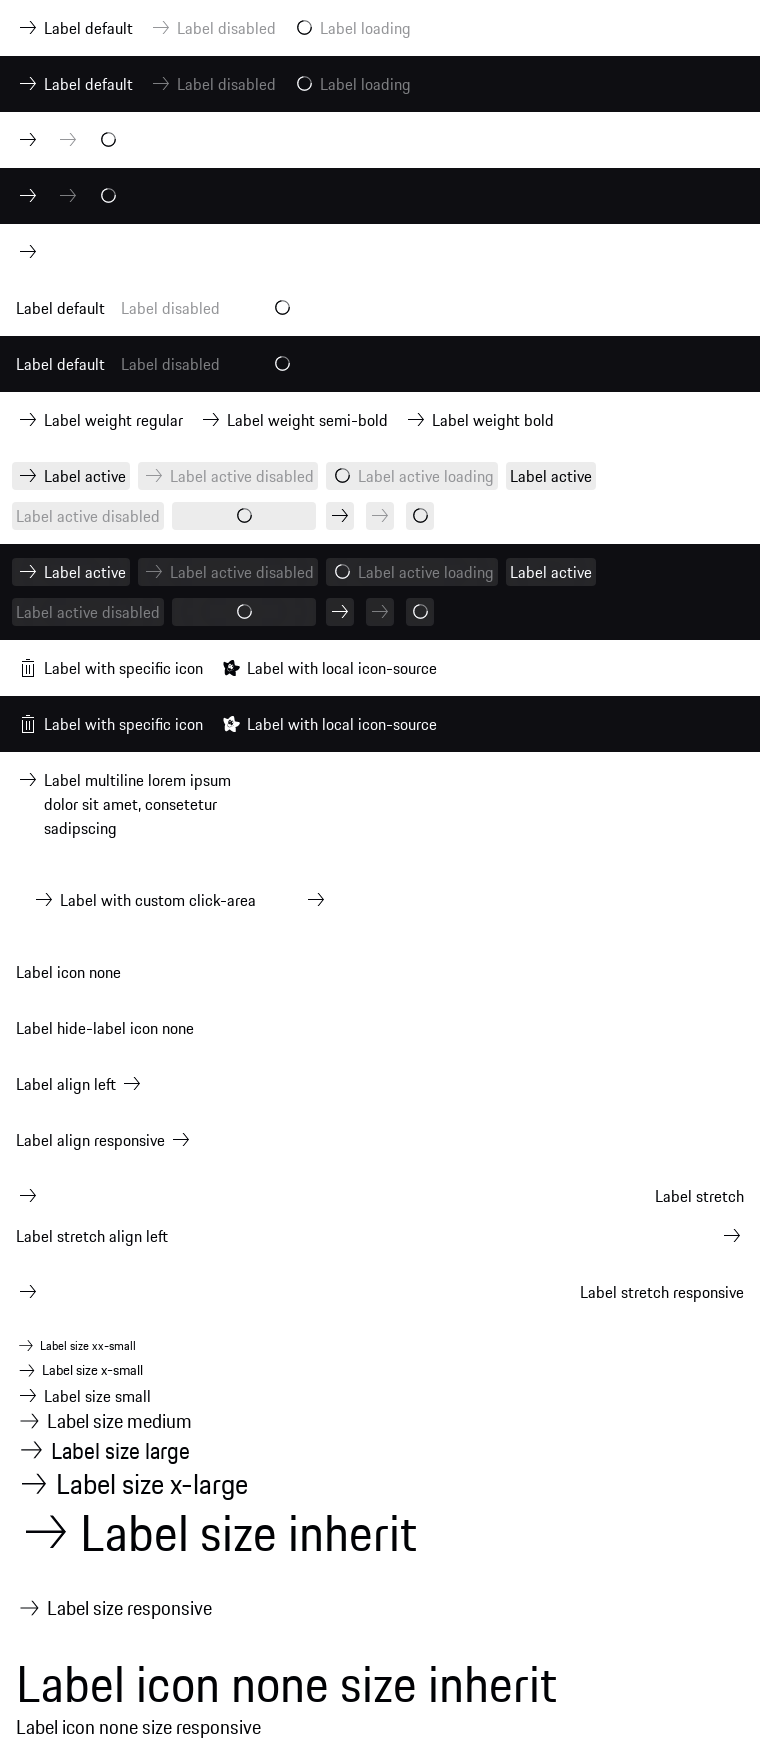 Label default Label disabled Label loading
Label default Label disabled Label loading
Label default Label disabled
Label default Label disabled
Label weight regular Label weight semi-bold Label weight bold
Label active Label active disabled Label active loading Label active
Label active disabled
Label active Label active disabled Label active loading Label active
Label active disabled
Label with specific icon Label with local icon-source
Label with specific icon Label with local icon-source
Label multiline lorem ipsum
dolor sit amet, consetetur
sadipscing
Label with custom click-area
Label icon none
Label hide-label icon none
Label align left
Label align responsive
Label stretch
Label stretch align left
Label stretch responsive
Label size xx-small
Label size x-small
Label size small
Label size medium
Label size large
Label size x-large
Label size inherit
Label size responsive
Label icon none size inherit
Label icon none size responsive